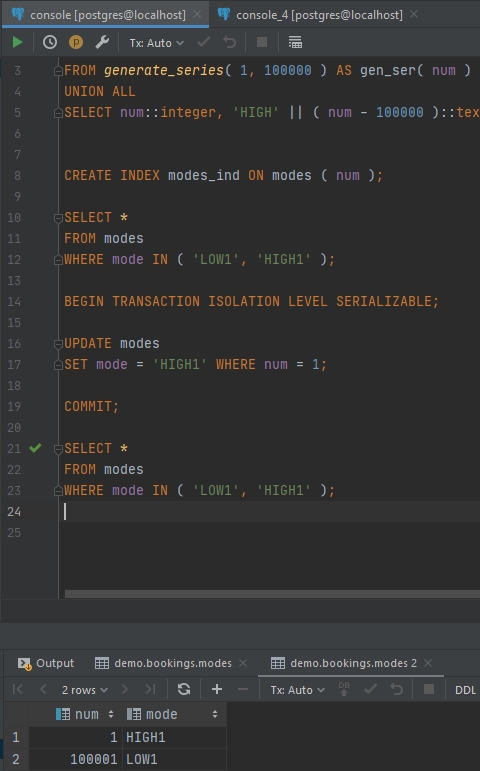 console [postgres@localhost]
console_4 [postgres@localhost]
Tx: Auto
3 FROM generate_series( 1, 100000 ) AS gen_ser( num )
4 UNION ALL
5 SELECT num::integer, 'HIGH' || ( num - 100000 )::tex
6
7
8 CREATE INDEX modes_ind ON modes ( num );
9
10 SELECT *
11 FROM modes
12 WHERE mode IN ( 'LOW1', 'HIGH1' );
13
14 BEGIN TRANSACTION ISOLATION LEVEL SERIALIZABLE;
15
16 UPDATE modes
17 SET mode = 'HIGH1' WHERE num = 1;
18
19 COMMIT;
20
21 SELECT *
22 FROM modes
23 WHERE mode IN ( 'LOW1', 'HIGH1' );
24
25
Output
demo.bookings.modes
demo.bookings.modes 2
2 rows
Tx: Auto
DB
DDL
num mode
1 1 HIGH1
2 100001 LOW1